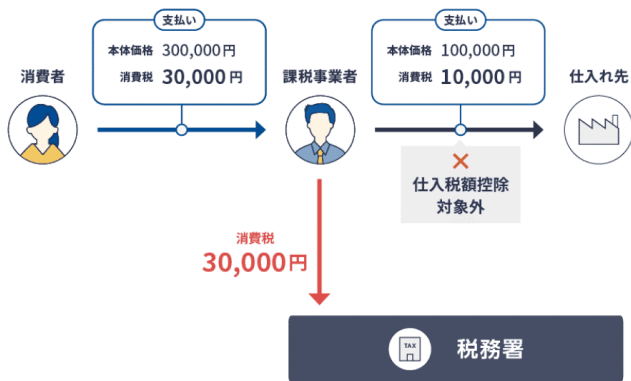 支払い
本体価格 300,000円
消費税 30,000円
支払い
本体価格 100,000円
消費税 10,000円
消費者
課税事業者
仕入れ先
仕入税額控除
対象外
消費税
30,000円
TAX
税務署